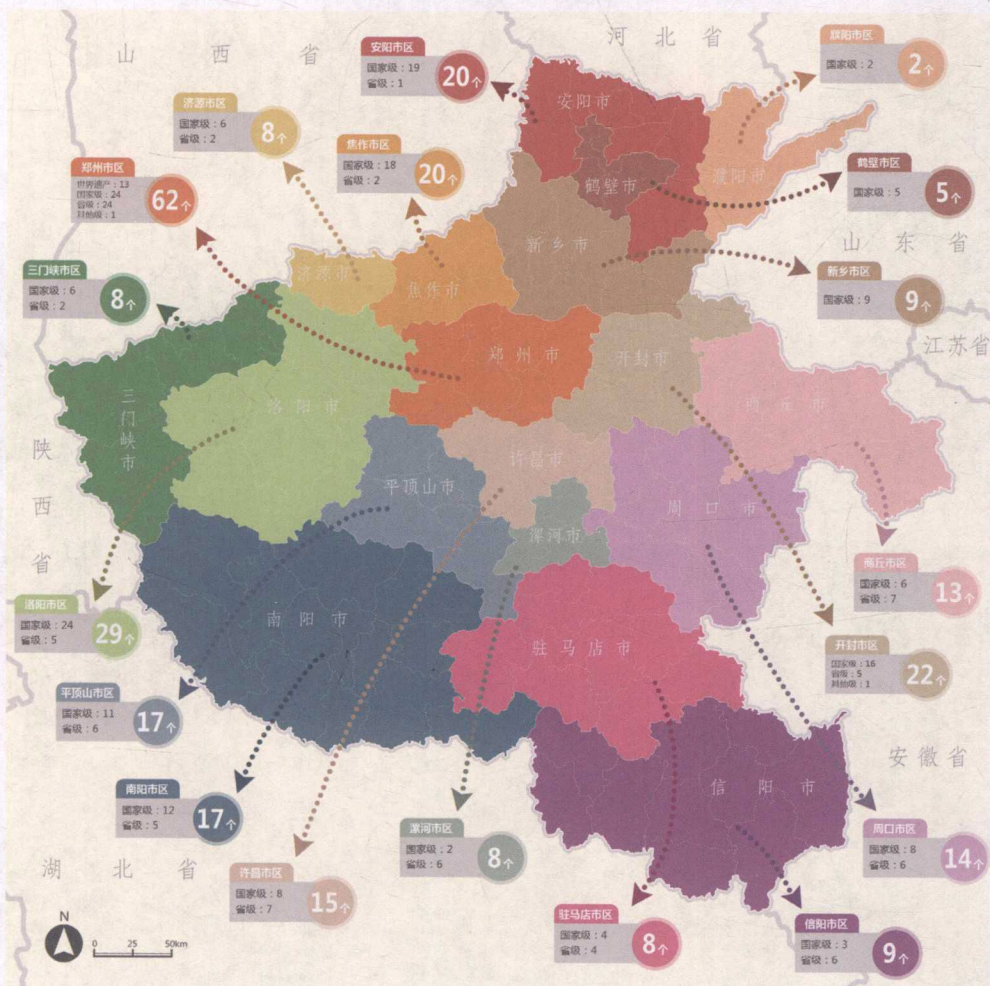 山西省
河北省
安阳市区
国家级：19
省级：1
20个
濮阳市区
国家级：2
2个
济源市区
国家级：6
省级：2
8个
焦作市区
国家级：18
省级：2
20个
郑州市区
世界遗产：13
国家级：24
省级：24
其他级：1
62个
鹤壁市区
国家级：5
5个
三门峡市区
国家级：6
省级：2
8个
新乡市区
国家级：9
9个
安阳市
鹤壁市
濮阳市
新乡市
山东省
济源市
焦作市
江苏省
郑州市
开封市
商丘市
洛阳市
三门峡市
许昌市
陕西省
平顶山市
周口市
漯河市
商丘市区
国家级：6
省级：7
13个
洛阳市区
国家级：24
省级：5
29个
南阳市
驻马店市
开封市区
国家级：16
省级：5
其他级：1
22个
平顶山市区
国家级：11
省级：6
17个
安徽省
信阳市
南阳市区
国家级：12
省级：5
17个
漯河市区
国家级：2
省级：6
8个
周口市区
国家级：8
省级：6
14个
湖北省
许昌市区
国家级：8
省级：7
15个
驻马店市区
国家级：4
省级：4
8个
信阳市区
国家级：3
省级：6
9个
N
0 25 50km